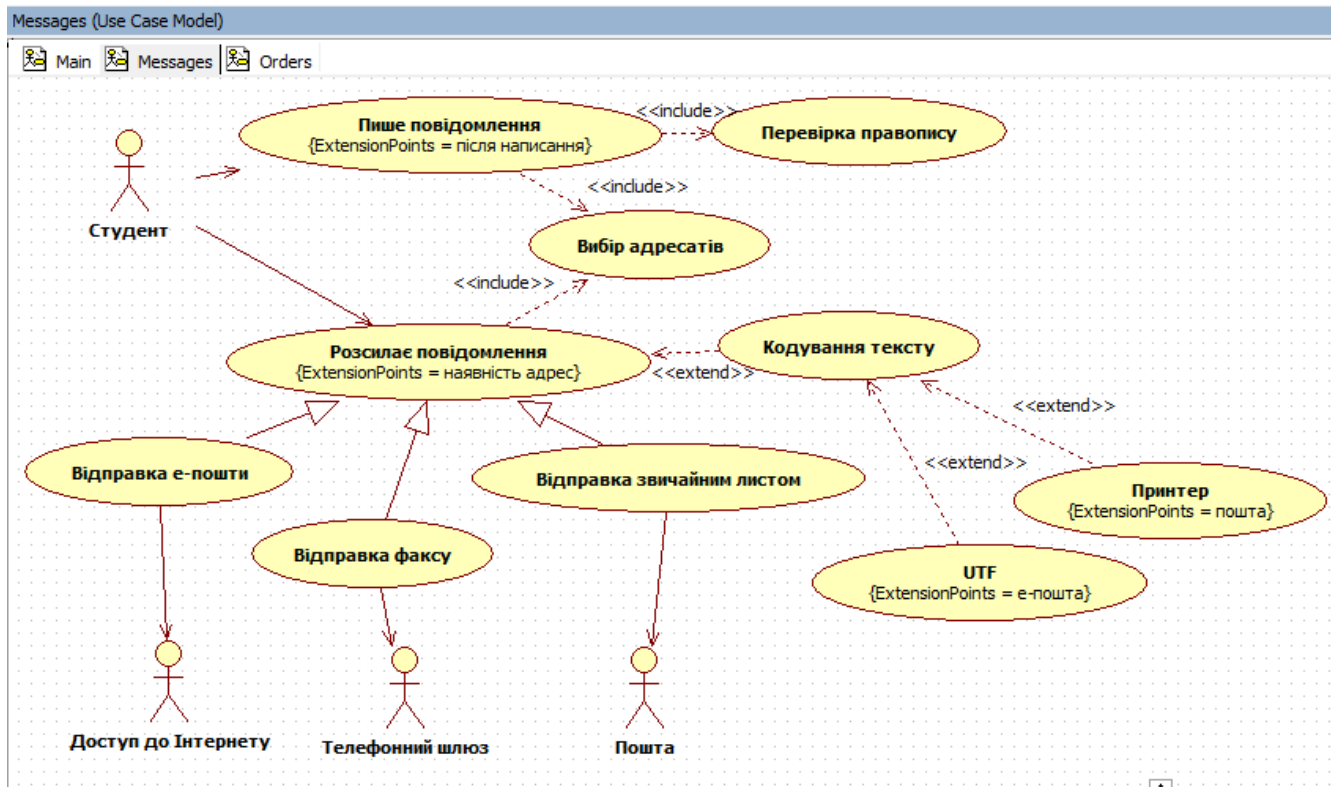 Messages (Use Case Model)
Main Messages Orders
<<include>>
Пише повідомлення
{ExtensionPoints = після написання}
Перевірка правопису
<<include>>
Студент
Вибір адресатів
<<include>>
Розсилає повідомлення
{ExtensionPoints = наявність адрес}
Кодування тексту
<<extend>>
<<extend>>
<<extend>>
Відправка е-пошти
Відправка звичайним листом
Принтер
{ExtensionPoints = пошта}
Відправка факсу
UTF
{ExtensionPoints = е-пошта}
Доступ до Інтернету
Телефонний шлюз
Пошта